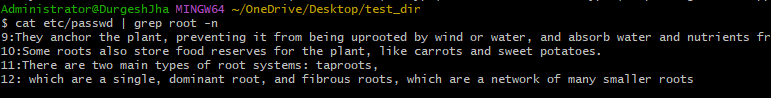 Administrator@DurgeshJha MINGW64 ~/OneDrive/Desktop/test_dir
$ cat etc/passwd | grep root -n
9:They anchor the plant, preventing it from being uprooted by wind or water, and absorb water and nutrients fr
10:Some roots also store food reserves for the plant, like carrots and sweet potatoes.
11:There are two main types of root systems: taproots,
12: which are a single, dominant root, and fibrous roots, which are a network of many smaller roots